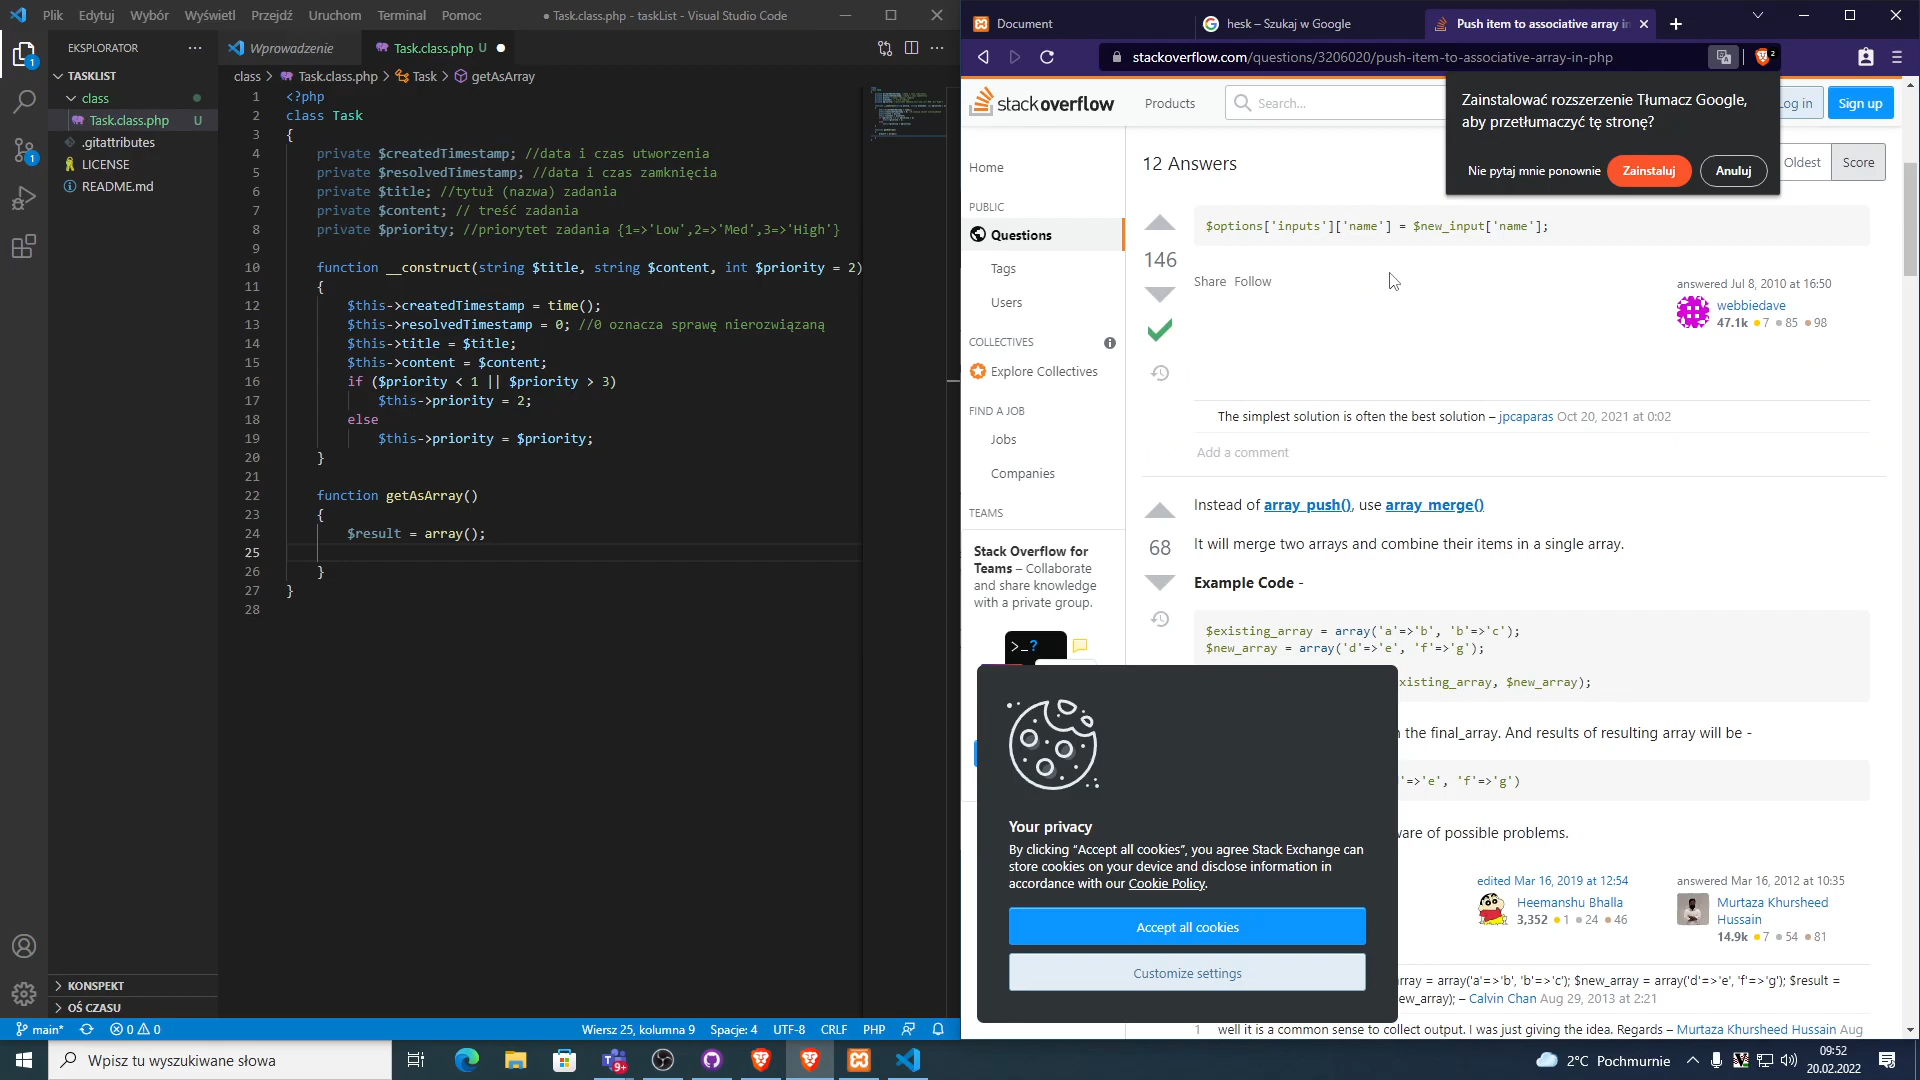 Plik Edytuj Wybór Wyświetl Przejdź Uruchom Terminal Pomoc
● Task.class.php - taskList - Visual Studio Code
EKSPLORATOR
TASKLIST
class
Task.class.php U
.gitattributes
LICENSE
README.md
KONSPEKT
OŚ CZASU
Wprowadzenie
Task.class.php U
class > Task.class.php > Task > getAsArray
1 <?php
2 class Task
3 {
4 private $createdTimestamp; //data i czas utworzenia
5 private $resolvedTimestamp; //data i czas zamknięcia
6 private $title; //tytuł (nazwa) zadania
7 private $content; // treść zadania
8 private $priority; //priorytet zadania {1=>'Low',2=>'Med',3=>'High'}
9
10 function __construct(string $title, string $content, int $priority = 2)
11 {
12 $this->createdTimestamp = time();
13 $this->resolvedTimestamp = 0; //0 oznacza sprawę nierozwiązaną
14 $this->title = $title;
15 $this->content = $content;
16 if ($priority < 1 || $priority > 3)
17 $this->priority = 2;
18 else
19 $this->priority = $priority;
20 }
21
22 function getAsArray()
23 {
24 $result = array();
25
26 }
27 }
28
main* 0 0 Wiersz 25, kolumna 9 Spacje: 4 UTF-8 CRLF PHP
Document
hesk – Szukaj w Google
Push item to associative array in
stackoverflow.com/questions/3206020/push-item-to-associative-array-in-php
2
stackoverflow Products Search... Log in Sign up
Zainstalować rozszerzenie Tłumacz Google,
aby przetłumaczyć tę stronę?
Nie pytaj mnie ponownie Zainstaluj Anuluj
Home
PUBLIC
Questions
Tags
Users
COLLECTIVES
Explore Collectives
FIND A JOB
Jobs
Companies
TEAMS
Stack Overflow for
Teams – Collaborate
and share knowledge
with a private group.
>_?
12 Answers
Oldest Score
146
$options['inputs']['name'] = $new_input['name'];
Share Follow
answered Jul 8, 2010 at 16:50
webbiedave
47.1k 7 85 98
The simplest solution is often the best solution – jpcaparas Oct 20, 2021 at 0:02
Add a comment
68
Instead of array_push(), use array_merge()
It will merge two arrays and combine their items in a single array.
Example Code -
$existing_array = array('a'=>'b', 'b'=>'c');
$new_array = array('d'=>'e', 'f'=>'g');
xisting_array, $new_array);
the final_array. And results of resulting array will be -
'=>'e', 'f'=>'g')
are of possible problems.
edited Mar 16, 2019 at 12:54
Heemanshu Bhalla
3,352 1 24 46
answered Mar 16, 2012 at 10:35
Murtaza Khursheed
Hussain
14.9k 7 54 81
array = array('a'=>'b', 'b'=>'c'); $new_array = array('d'=>'e', 'f'=>'g'); $result =
ew_array); – Calvin Chan Aug 29, 2013 at 2:21
1 well it is a common sense to collect output. I was just giving the idea. Regards – Murtaza Khursheed Hussain Aug
Your privacy
By clicking “Accept all cookies”, you agree Stack Exchange can
store cookies on your device and disclose information in
accordance with our Cookie Policy.
Accept all cookies
Customize settings
Wpisz tu wyszukiwane słowa
9+
2°C Pochmurnie
09:52
20.02.2022